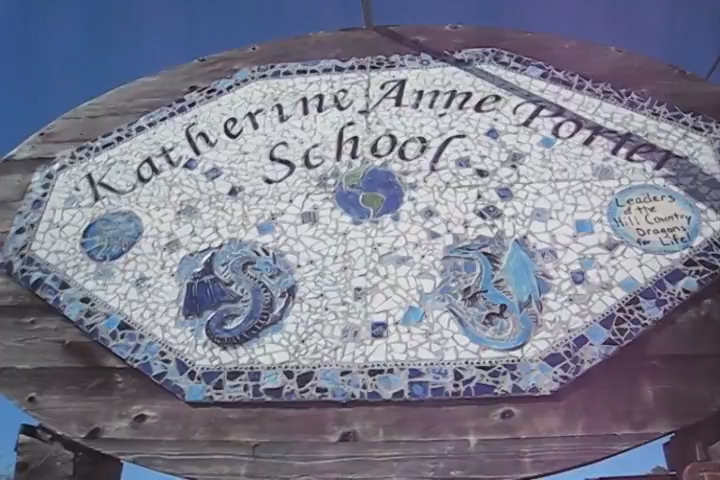 Katherine Anne Porter
School
Leaders
of the
Hill Country
Dragons
for Life!